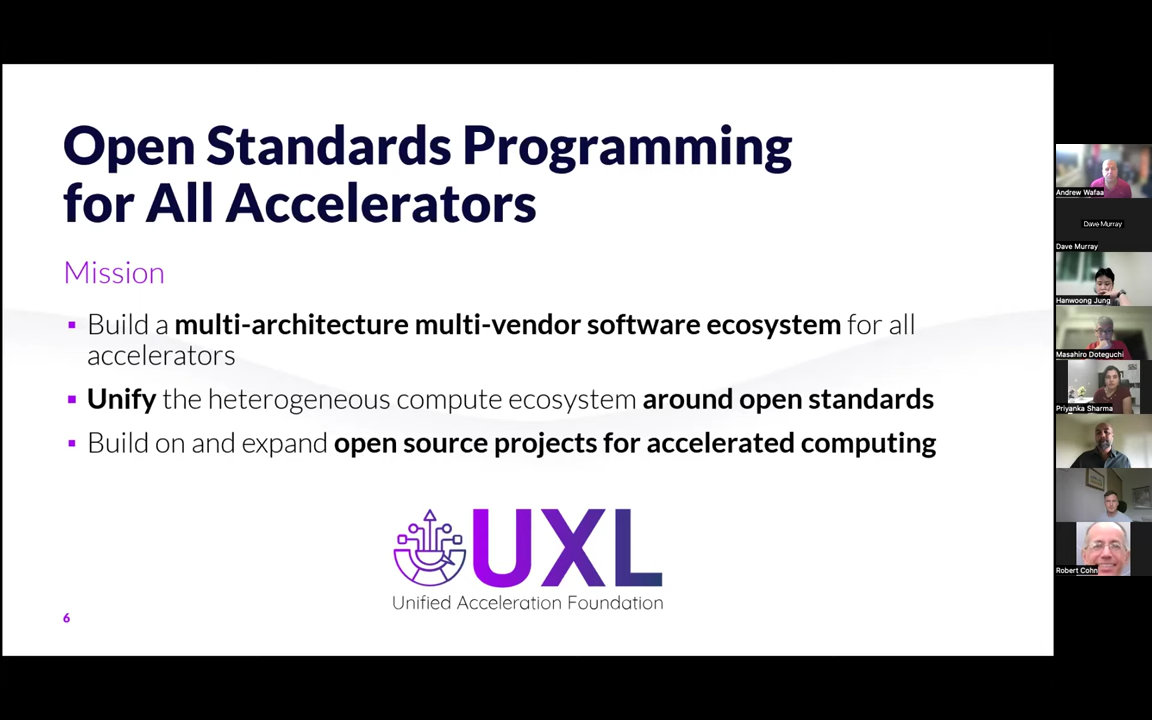 Open Standards Programming
for All Accelerators
Mission
▪ Build a multi-architecture multi-vendor software ecosystem for all
accelerators
▪ Unify the heterogeneous compute ecosystem around open standards
▪ Build on and expand open source projects for accelerated computing
UXL
Unified Acceleration Foundation
6
Andrew Wafaa
Dave Murray
Dave Murray
Hanwoong Jung
Masahiro Doteguchi
Priyanka Sharma
Robert Cohn